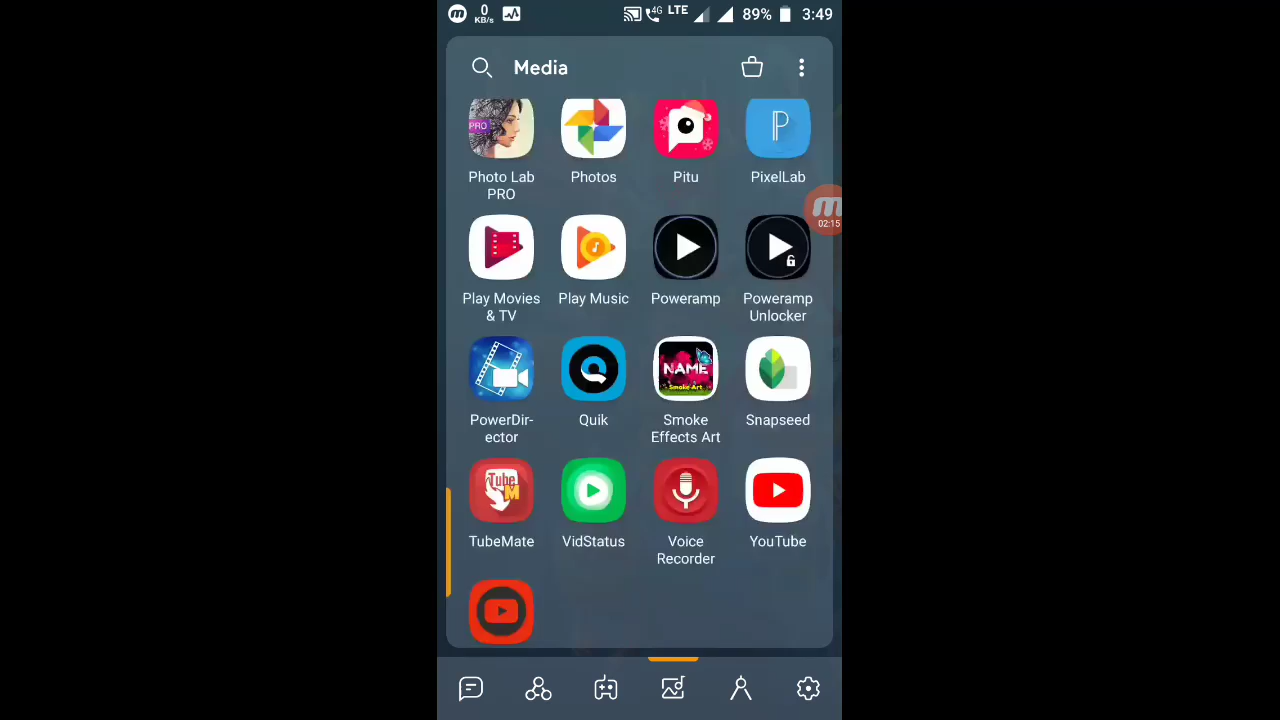 0
KB/s
4G
LTE
89%
3:49
Media
PRO
Photo Lab
PRO
Photos
Pitu
PixelLab
02:15
Play Movies
& TV
Play Music
Poweramp
Poweramp
Unlocker
NAME
Smoke Art
PowerDir-
ector
Quik
Smoke
Effects Art
Snapseed
Tube
M
TubeMate
VidStatus
Voice
Recorder
YouTube